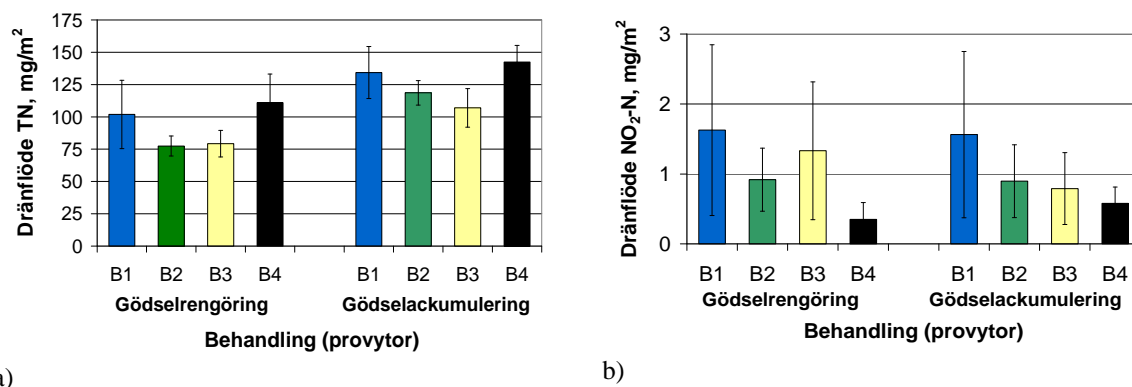 Dränflöde TN, mg/m²
175
150
125
100
75
50
25
0
B1 B2 B3 B4 B1 B2 B3 B4
Gödselrengöring Gödselackumulering
Behandling (provytor)
a)
Dränflöde NO₂-N, mg/m²
3
2
1
0
B1 B2 B3 B4 B1 B2 B3 B4
Gödselrengöring Gödselackumulering
Behandling (provytor)
b)